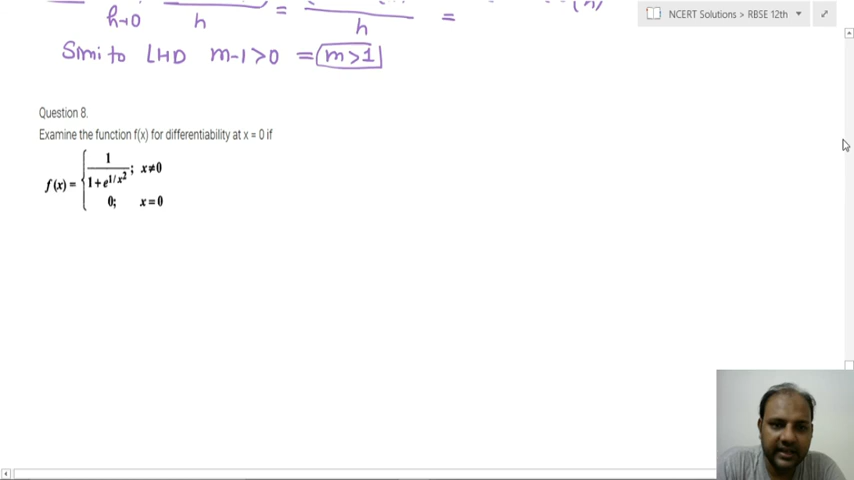 h→0 h = h =
Simi to LHD m-1>0 = m>1
NCERT Solutions > RBSE 12th
Question 8.
Examine the function f(x) for differentiability at x = 0 if
f(x) = { 1 / 1+e^1/x² ; x≠0
0; x=0